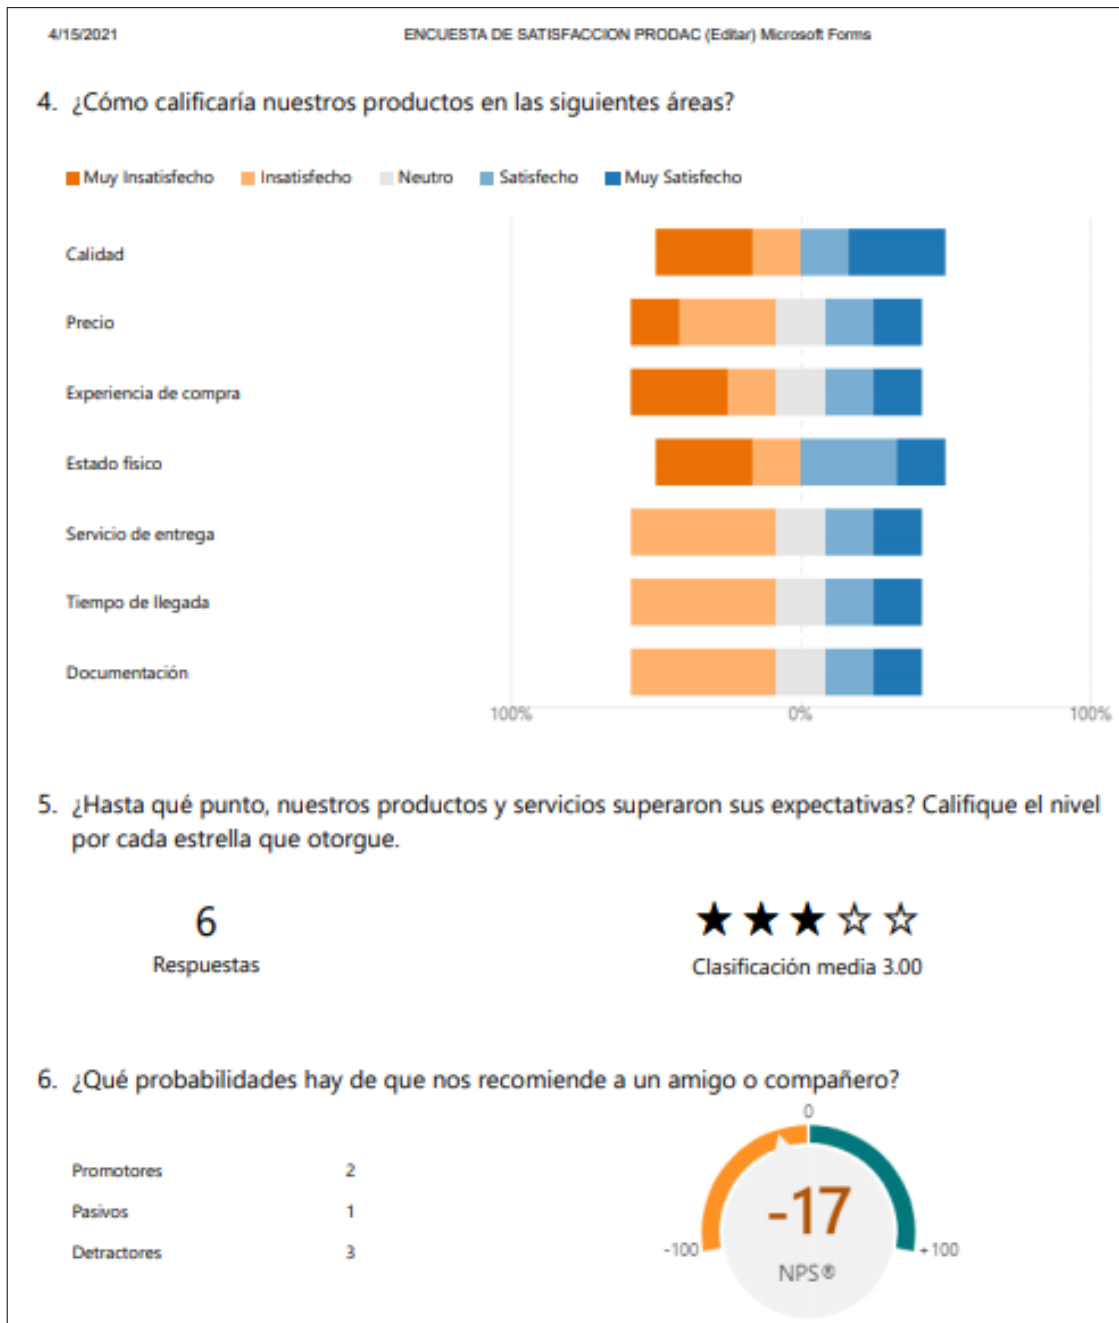 4/15/2021 ENCUESTA DE SATISFACCION PRODAC (Editar) Microsoft Forms
4. ¿Cómo calificaría nuestros productos en las siguientes áreas?
Muy Insatisfecho Insatisfecho Neutro Satisfecho Muy Satisfecho
Calidad
Precio
Experiencia de compra
Estado físico
Servicio de entrega
Tiempo de llegada
Documentación
100% 0% 100%
5. ¿Hasta qué punto, nuestros productos y servicios superaron sus expectativas? Califique el nivel
por cada estrella que otorgue.
6
Respuestas
Clasificación media 3.00
6. ¿Qué probabilidades hay de que nos recomiende a un amigo o compañero?
Promotores 2
Pasivos 1
Detractores 3
0
-100 +100
-17
NPS®